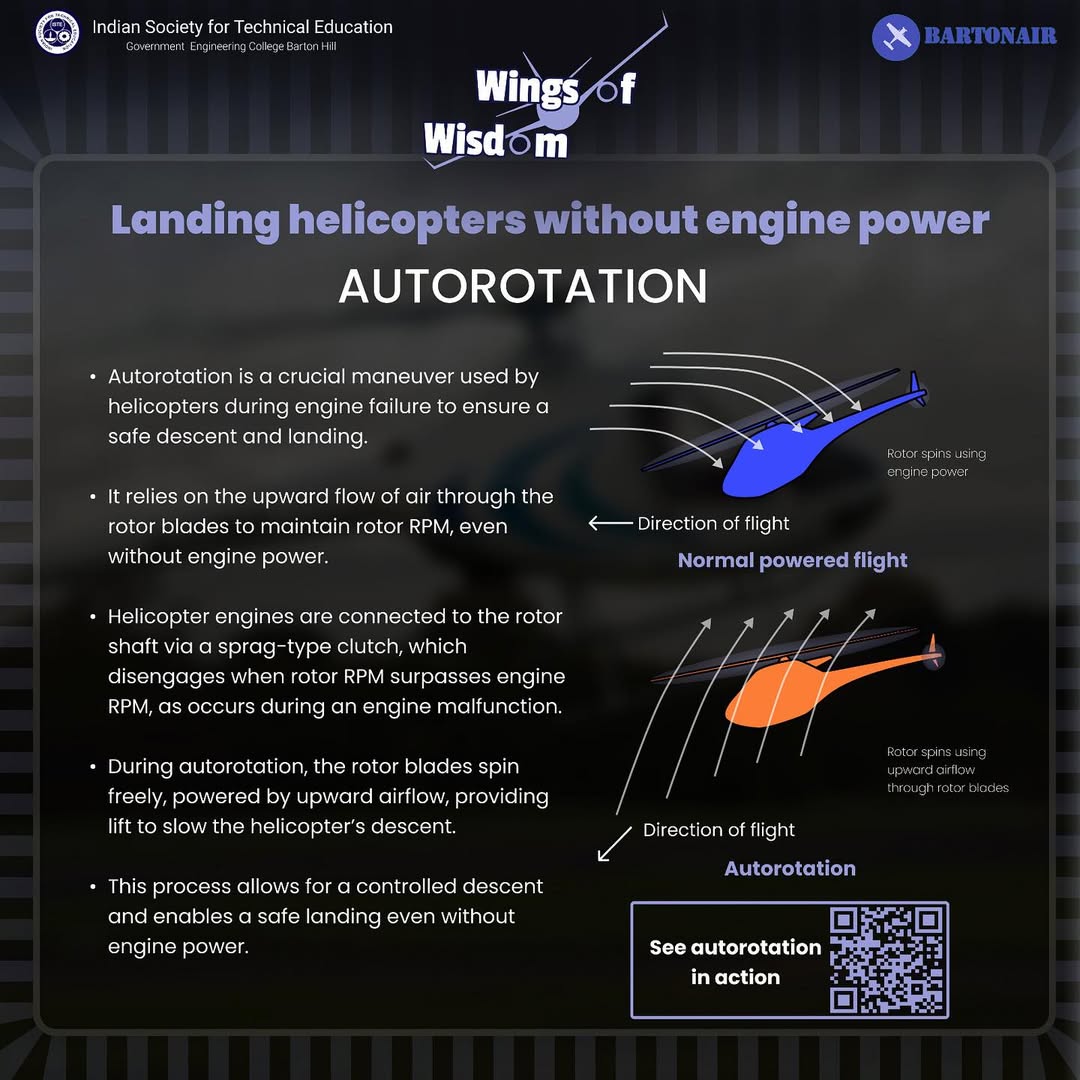 Indian Society for Technical Education
Government Engineering College Barton Hill
BARTONAIR
Wings of
Wisdom
Landing helicopters without engine power
AUTOROTATION
• Autorotation is a crucial maneuver used by
helicopters during engine failure to ensure a
safe descent and landing.
• It relies on the upward flow of air through the
rotor blades to maintain rotor RPM, even
without engine power.
• Helicopter engines are connected to the rotor
shaft via a sprag-type clutch, which
disengages when rotor RPM surpasses engine
RPM, as occurs during an engine malfunction.
• During autorotation, the rotor blades spin
freely, powered by upward airflow, providing
lift to slow the helicopter's descent.
• This process allows for a controlled descent
and enables a safe landing even without
engine power.
Rotor spins using
engine power
Direction of flight
Normal powered flight
Rotor spins using
upward airflow
through rotor blades
Direction of flight
Autorotation
See autorotation
in action